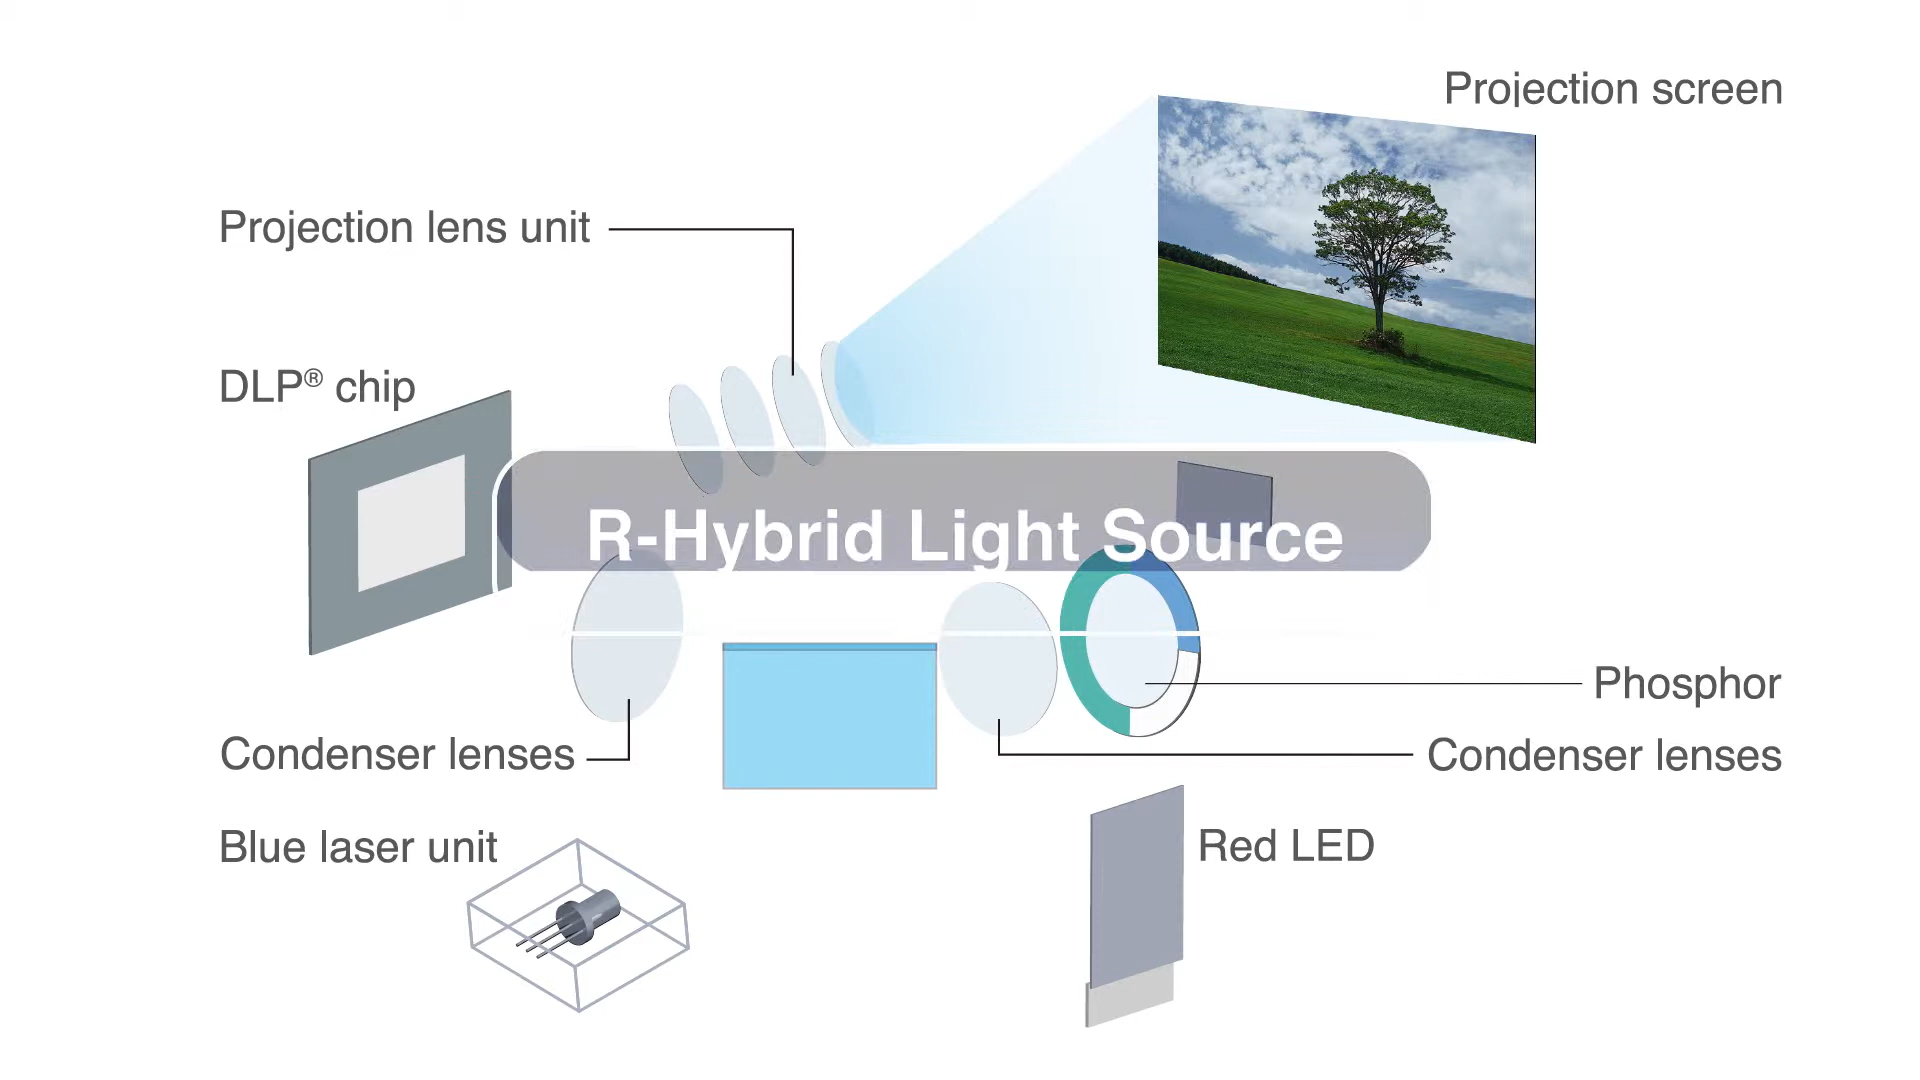 Projection screen
Projection lens unit
DLP® chip
R-Hybrid Light Source
Phosphor
Condenser lenses
Condenser lenses
Blue laser unit
Red LED